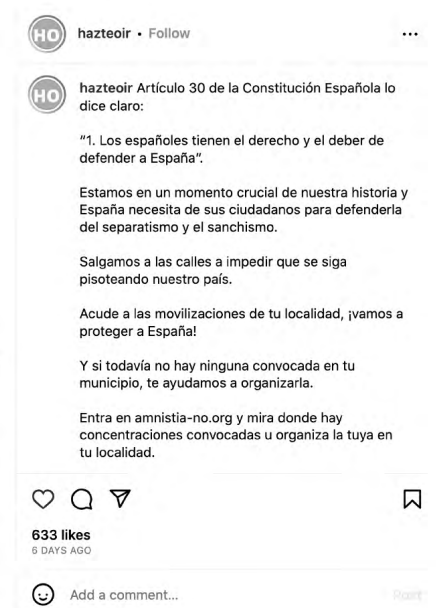 HO hazteoir • Follow ...
HO hazteoir Artículo 30 de la Constitución Española lo
dice claro:
“1. Los españoles tienen el derecho y el deber de
defender a España”.
Estamos en un momento crucial de nuestra historia y
España necesita de sus ciudadanos para defenderla
del separatismo y el sanchismo.
Salgamos a las calles a impedir que se siga
pisoteando nuestro país.
Acude a las movilizaciones de tu localidad, ¡vamos a
proteger a España!
Y si todavía no hay ninguna convocada en tu
municipio, te ayudamos a organizarla.
Entra en amnistia-no.org y mira donde hay
concentraciones convocadas u organiza la tuya en
tu localidad.
633 likes
6 DAYS AGO
Add a comment... Post